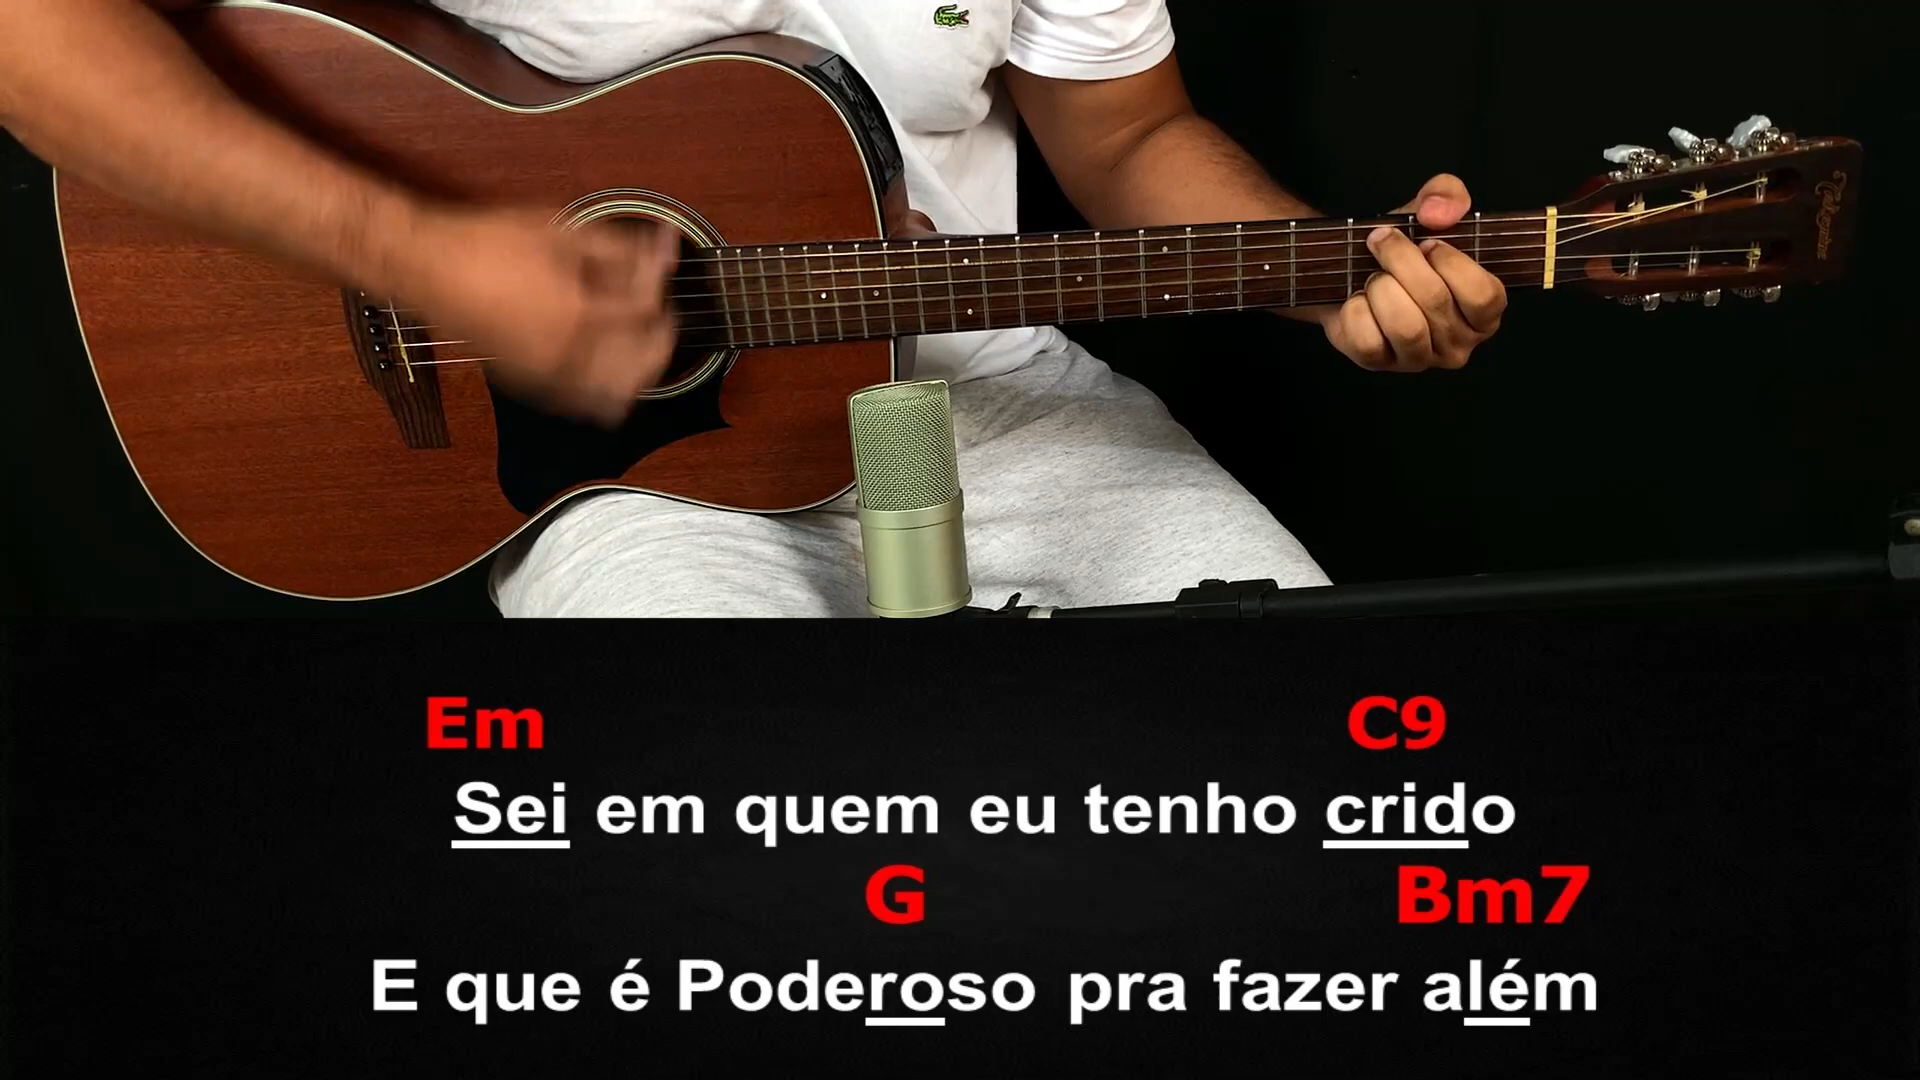 Em C9
Sei em quem eu tenho crido
G Bm7
E que é Poderoso pra fazer além